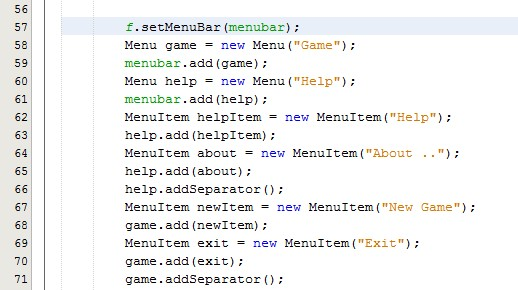 56
57 f.setMenuBar(menubar);
58 Menu game = new Menu("Game");
59 menubar.add(game);
60 Menu help = new Menu("Help");
61 menubar.add(help);
62 MenuItem helpItem = new MenuItem("Help");
63 help.add(helpItem);
64 MenuItem about = new MenuItem("About ..");
65 help.add(about);
66 help.addSeparator();
67 MenuItem newItem = new MenuItem("New Game");
68 game.add(newItem);
69 MenuItem exit = new MenuItem("Exit");
70 game.add(exit);
71 game.addSeparator();